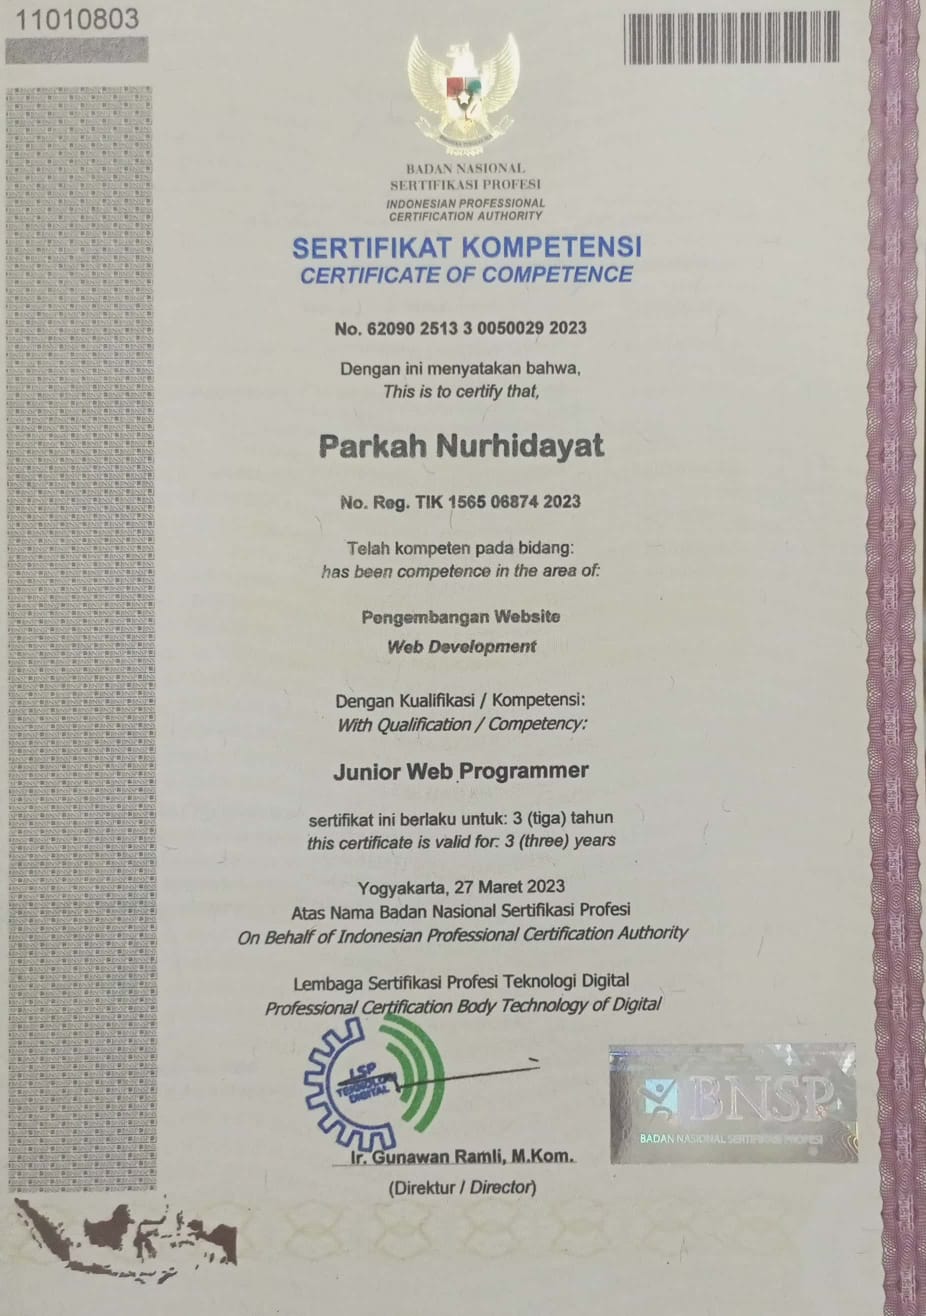 11010803
BADAN NASIONAL
SERTIFIKASI PROFESI
INDONESIAN PROFESSIONAL
CERTIFICATION AUTHORITY
SERTIFIKAT KOMPETENSI
CERTIFICATE OF COMPETENCE
No. 62090 2513 3 0050029 2023
Dengan ini menyatakan bahwa,
This is to certify that,
Parkah Nurhidayat
No. Reg. TIK 1565 06874 2023
Telah kompeten pada bidang:
has been competence in the area of:
Pengembangan Website
Web Development
Dengan Kualifikasi / Kompetensi:
With Qualification / Competency:
Junior Web Programmer
sertifikat ini berlaku untuk: 3 (tiga) tahun
this certificate is valid for: 3 (three) years
Yogyakarta, 27 Maret 2023
Atas Nama Badan Nasional Sertifikasi Profesi
On Behalf of Indonesian Professional Certification Authority
Lembaga Sertifikasi Profesi Teknologi Digital
Professional Certification Body Technology of Digital
LSP
TEKNOLOGI
DIGITAL
BNSP
BADAN NASIONAL SERTIFIKASI PROFESI
Ir. Gunawan Ramli, M.Kom.
(Direktur / Director)